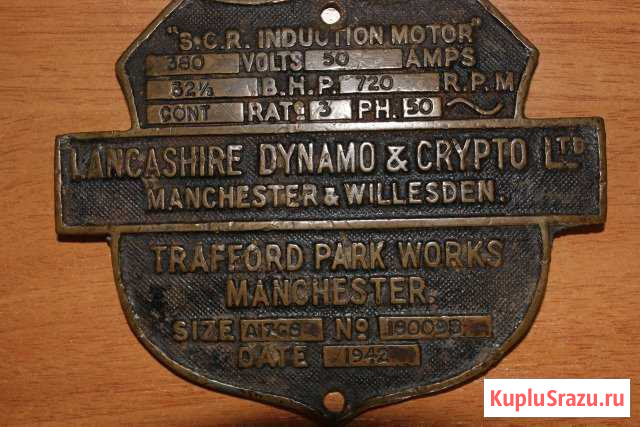 "S.C.R. INDUCTION MOTOR"
380 VOLTS 50 AMPS
32½ B.H.P. 720 R.P.M
CONT RATG 3 PH. 50
LANCASHIRE DYNAMO & CRYPTO LTD
MANCHESTER & WILLESDEN.
TRAFFORD PARK WORKS
MANCHESTER.
SIZE No
DATE 1942
KupluSrazu.ru